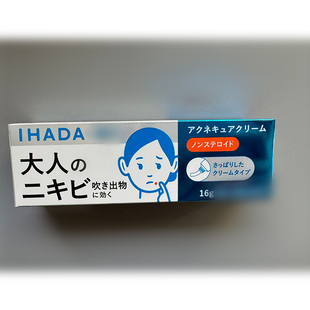 IHADA
大人の
ニキビ 吹き出物
に効く
アクネキュアクリーム
ノンステロイド
さっぱりした
クリームタイプ
16g